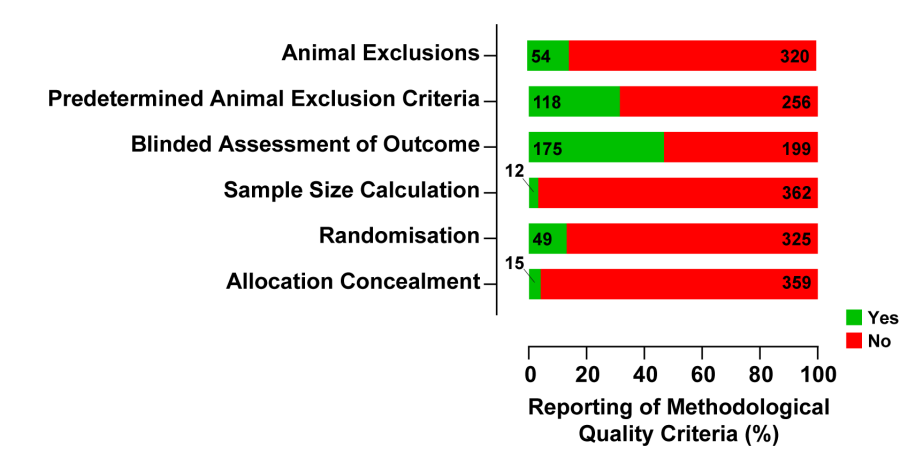 Animal Exclusions 54 320
Predetermined Animal Exclusion Criteria 118 256
Blinded Assessment of Outcome 175 199
12
Sample Size Calculation 362
Randomisation 49 325
15
Allocation Concealment 359
Yes
No
0 20 40 60 80 100
Reporting of Methodological
Quality Criteria (%)